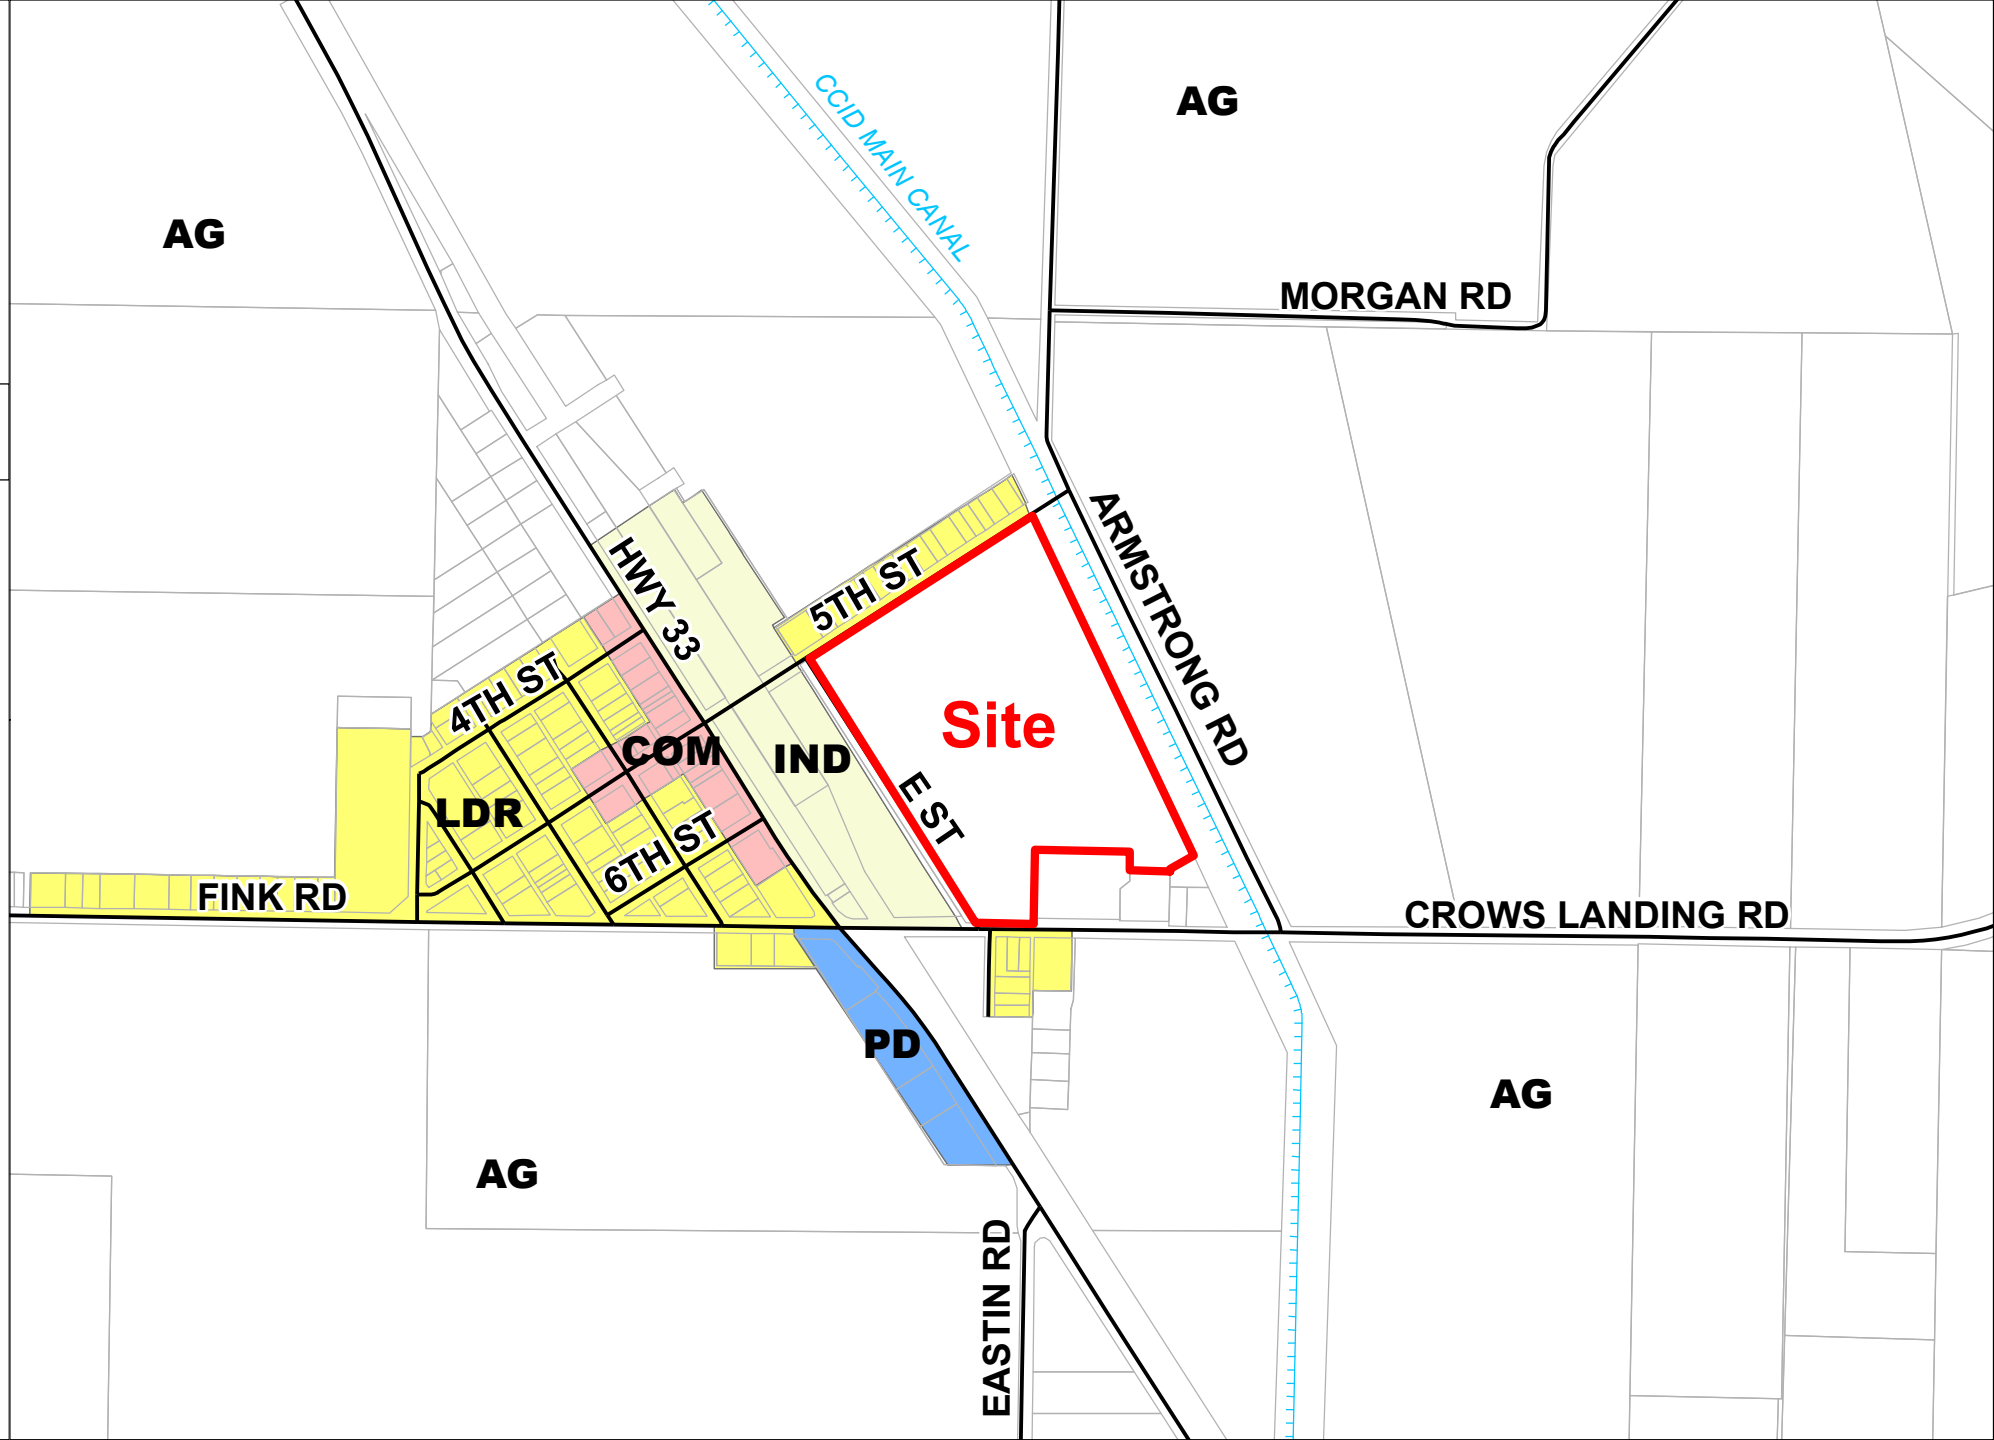 AG
CCID MAIN CANAL
AG
MORGAN RD
HWY 33
5TH ST
ARMSTRONG RD
4TH ST
Site
COM
IND
LDR
E ST
6TH ST
FINK RD
CROWS LANDING RD
PD
AG
AG
EASTIN RD